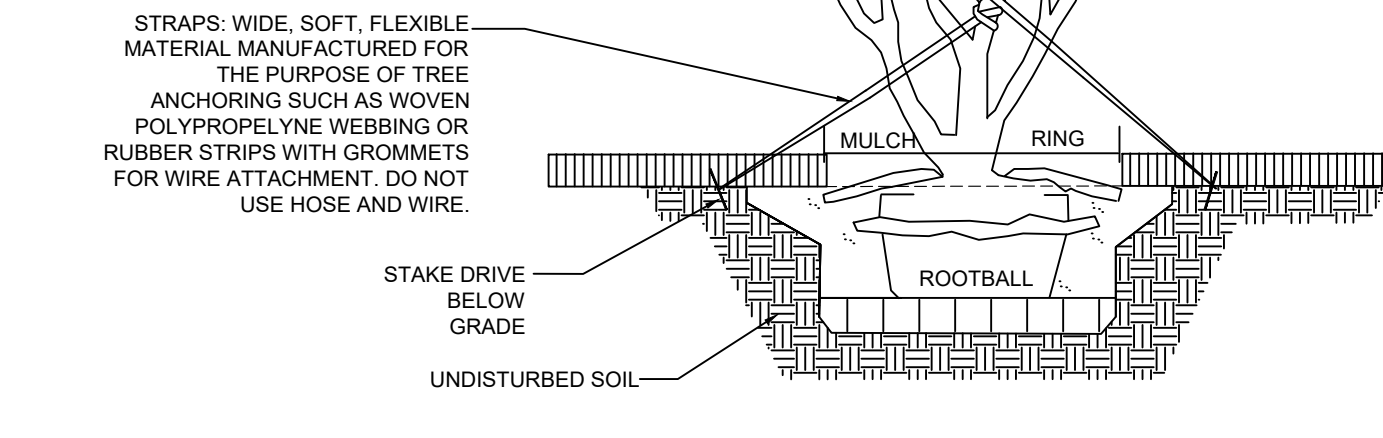 STRAPS: WIDE, SOFT, FLEXIBLE
MATERIAL MANUFACTURED FOR
THE PURPOSE OF TREE
ANCHORING SUCH AS WOVEN
POLYPROPELYNE WEBBING OR
RUBBER STRIPS WITH GROMMETS
FOR WIRE ATTACHMENT. DO NOT
USE HOSE AND WIRE.
MULCH RING
STAKE DRIVE
BELOW
GRADE
ROOTBALL
UNDISTURBED SOIL